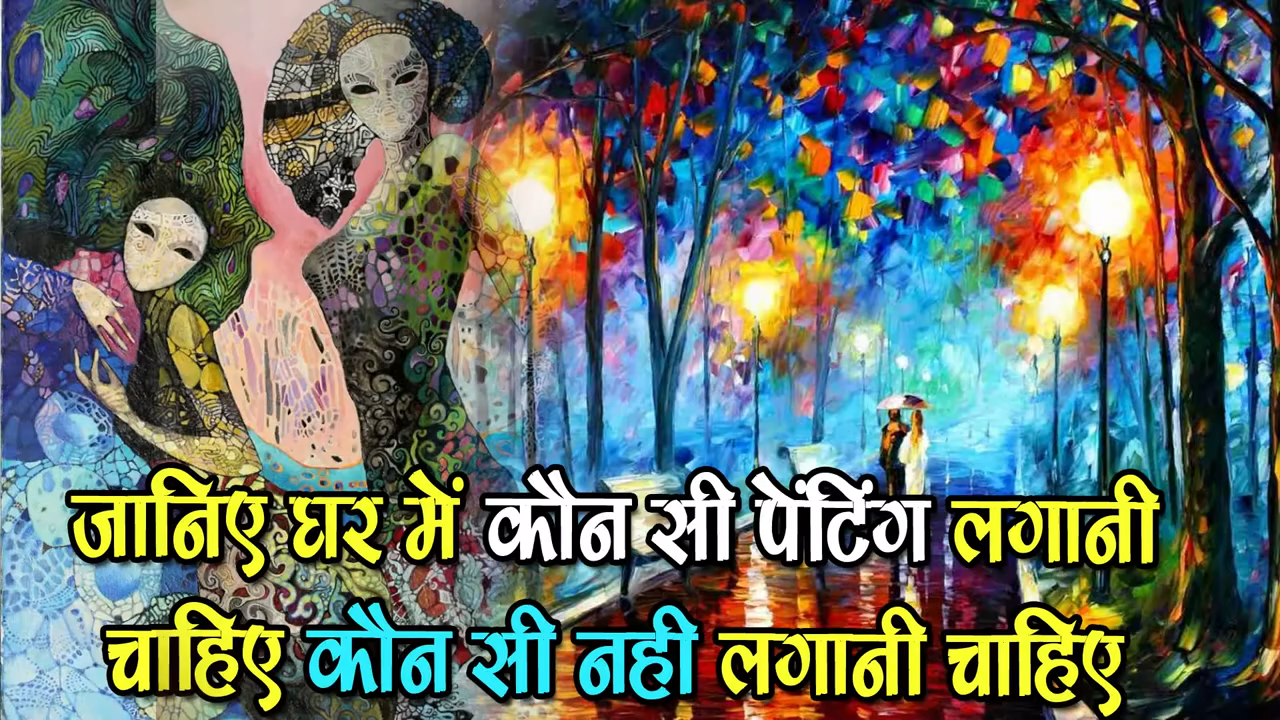 जानिए घर में कौन सी पेंटिंग लगानी
चाहिए कौन सी नही लगानी चाहिए